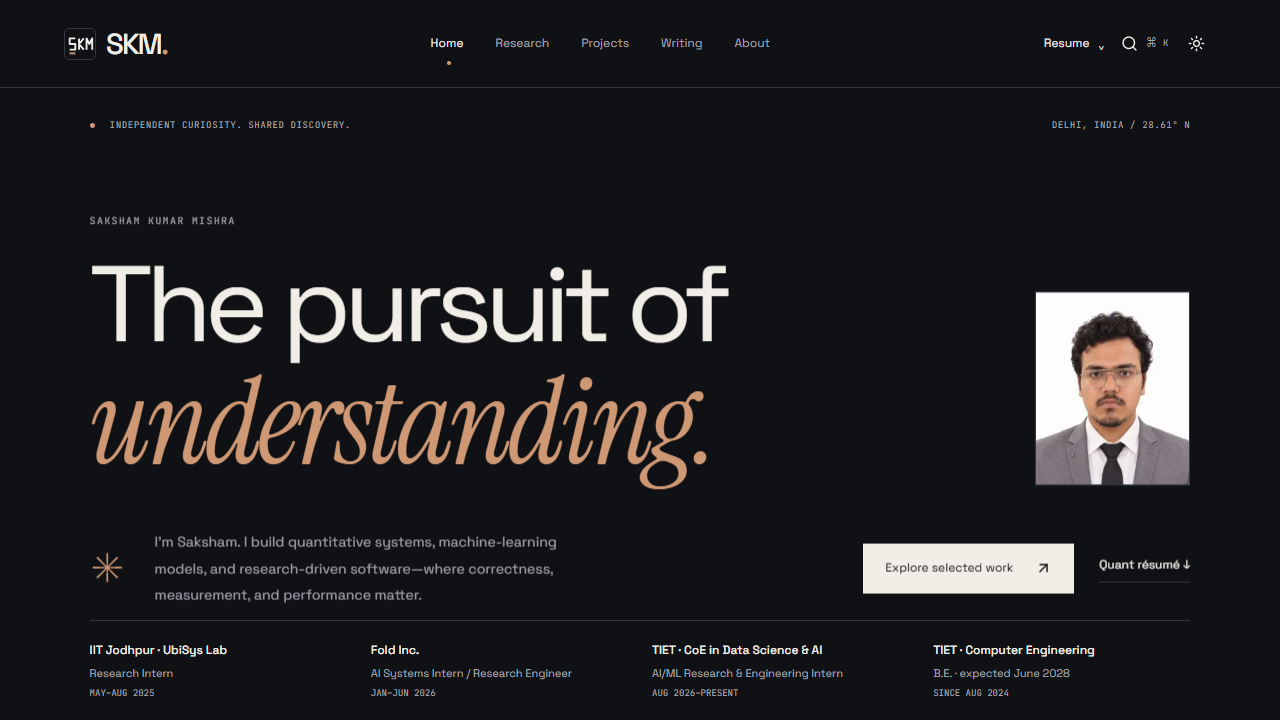 SKM SKM.
Home Research Projects Writing About
Resume ⌘ K
INDEPENDENT CURIOSITY. SHARED DISCOVERY.
DELHI, INDIA / 28.61° N
SAKSHAM KUMAR MISHRA
The pursuit of
understanding.
I'm Saksham. I build quantitative systems, machine-learning
models, and research-driven software—where correctness,
measurement, and performance matter.
Explore selected work ↗
Quant résumé ↓
IIT Jodhpur · UbiSys Lab
Research Intern
MAY–AUG 2025
Fold Inc.
AI Systems Intern / Research Engineer
JAN–JUN 2026
TIET · CoE in Data Science & AI
AI/ML Research & Engineering Intern
AUG 2026–PRESENT
TIET · Computer Engineering
B.E. · expected June 2028
SINCE AUG 2024